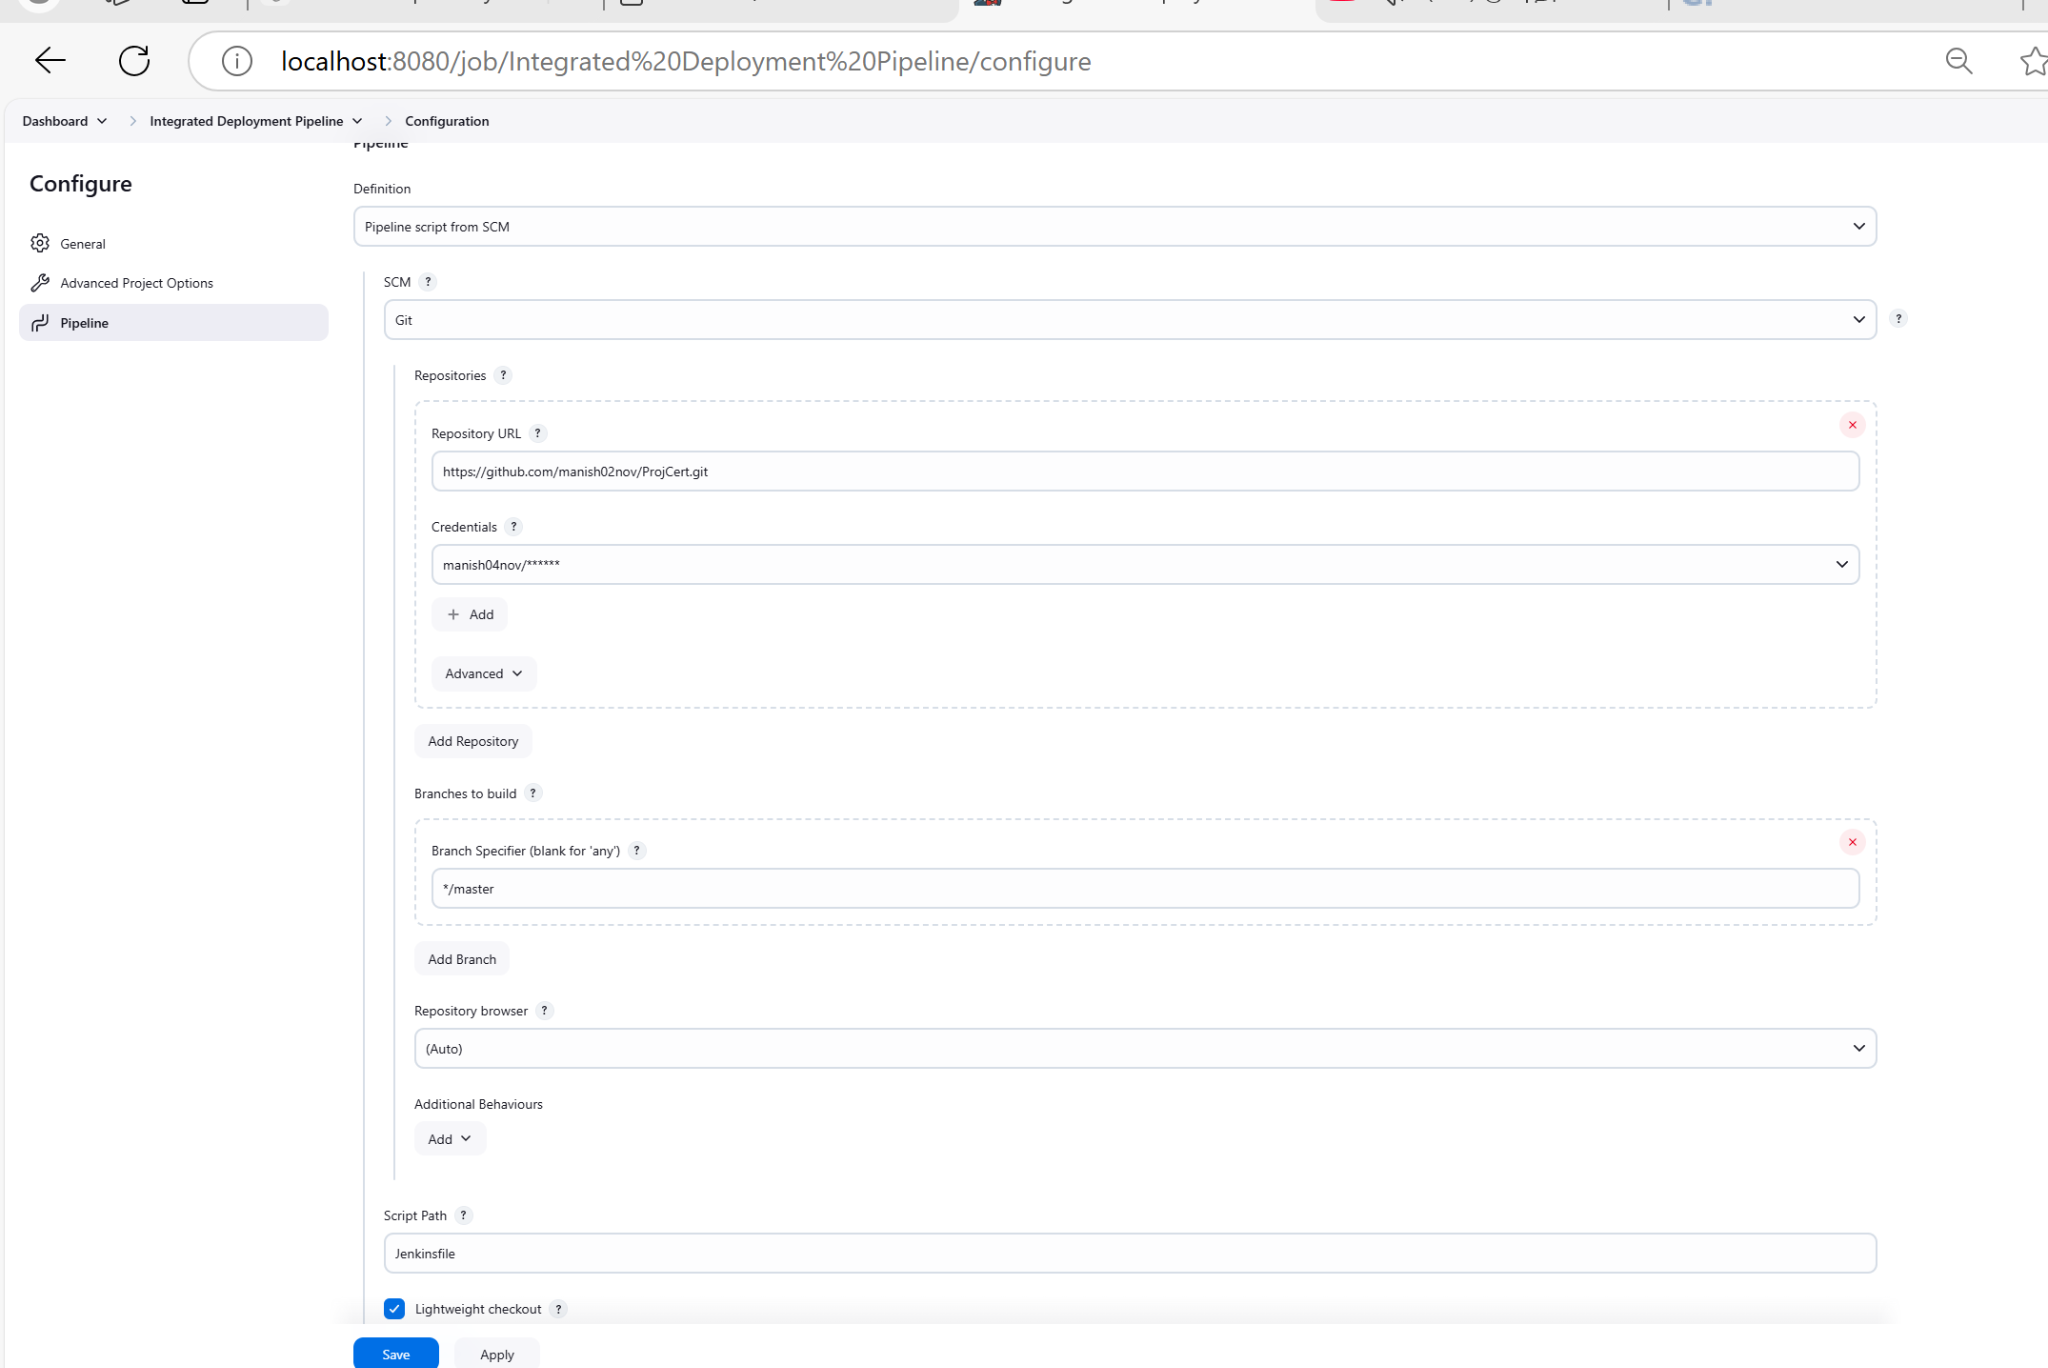 localhost:8080/job/Integrated%20Deployment%20Pipeline/configure
Dashboard Integrated Deployment Pipeline Configuration
Pipeline
Configure
General
Advanced Project Options
Pipeline
Definition
Pipeline script from SCM
SCM ?
Git
?
Repositories ?
Repository URL ?
https://github.com/manish02nov/ProjCert.git
Credentials ?
manish04nov/******
+ Add
Advanced
Add Repository
Branches to build ?
Branch Specifier (blank for 'any') ?
*/master
Add Branch
Repository browser ?
(Auto)
Additional Behaviours
Add
Script Path ?
Jenkinsfile
Lightweight checkout ?
Save Apply